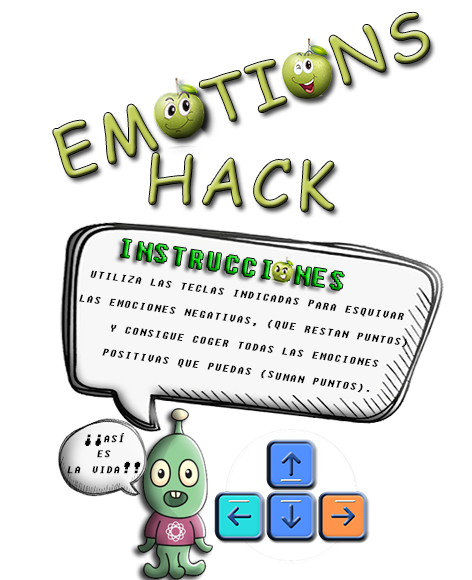 EMOTIONS
HACK
INSTRUCCIONES
UTILIZA LAS TECLAS INDICADAS PARA ESQUIVAR
LAS EMOCIONES NEGATIVAS, (QUE RESTAN PUNTOS)
Y CONSIGUE COGER TODAS LAS EMOCIONES
POSITIVAS QUE PUEDAS (SUMAN PUNTOS).
¡¡ASÍ
ES
LA VIDA!!